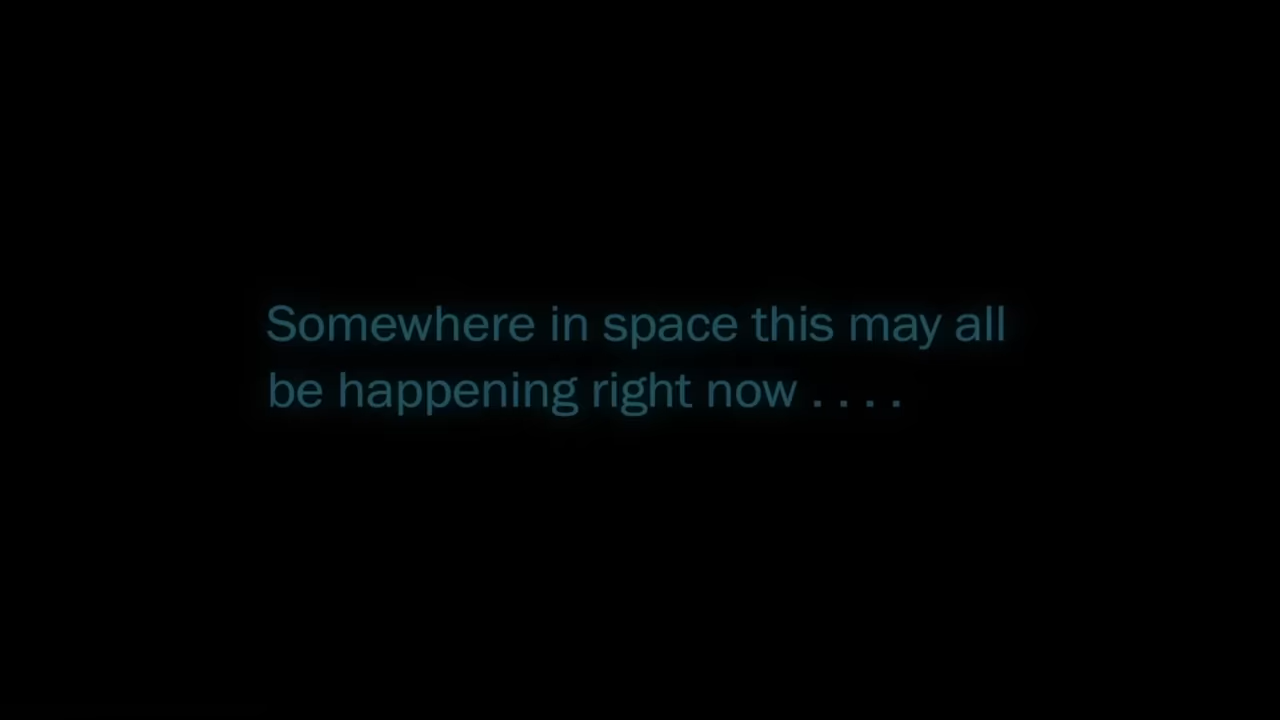 Somewhere in space this may all
be happening right now . . . .